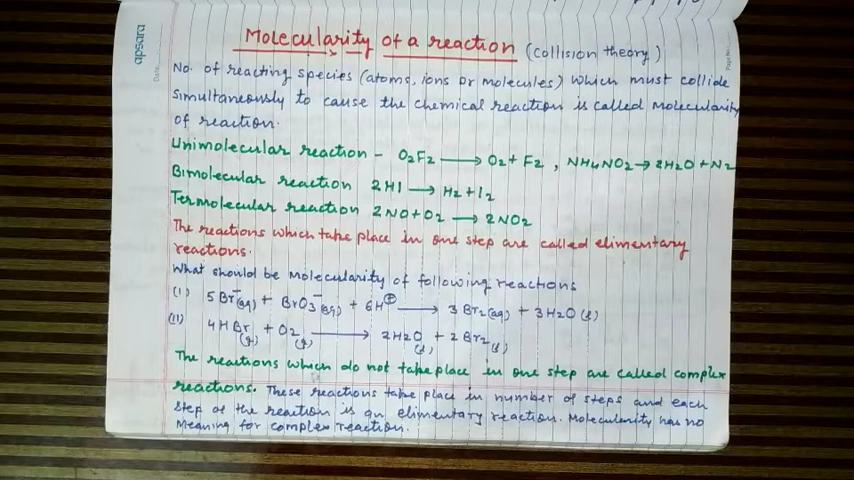 apsara
Date
Page No.
Molecularity of a reaction (collision theory)
No. of reacting species (atoms, ions or molecules) which must collide
simultaneously to cause the chemical reaction is called molecularity
of reaction.
Unimolecular reaction - O2F2 ⟶ O2 + F2 , NH4NO2 → 2H2O + N2
Bimolecular reaction 2HI ⟶ H2 + I2
Termolecular reaction 2NO + O2 ⟶ 2NO2
The reactions which take place in one step are called elimentary
reactions.
What should be molecularity of following reactions
(I) 5Br⁻(aq) + BrO3⁻(aq) + 6H⊕ ⟶ 3Br2(aq) + 3H2O(l)
(II) 4HBr(g) + O2(g) ⟶ 2H2O(l) + 2Br2(l)
The reactions which do not take place in one step are called complex
reactions. These reactions take place in number of steps and each
step of the reaction is an elimentary reaction. Molecularity has no
Meaning for complex reaction.